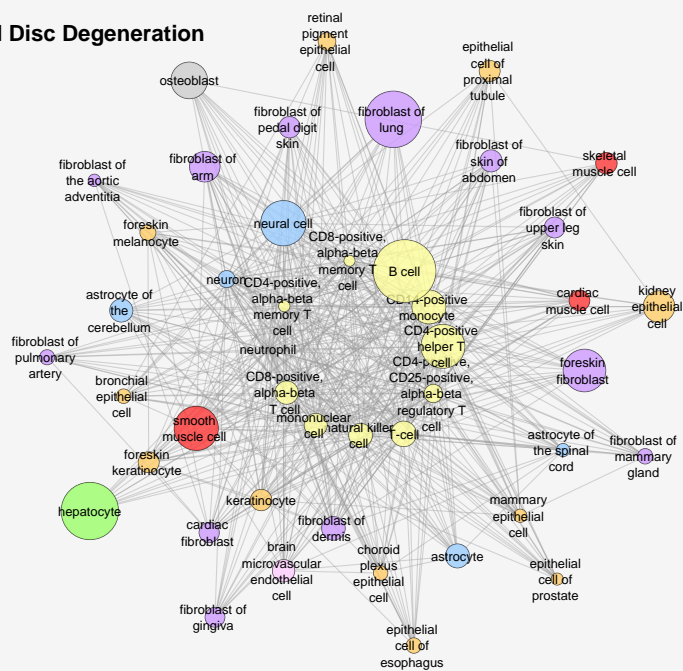 Disc Degeneration
retinal
pigment
epithelial
cell
epithelial
cell of
proximal
tubule
osteoblast
fibroblast of
pedal digit
skin
fibroblast of
lung
fibroblast of
the aortic
adventitia
fibroblast of
arm
fibroblast of
skin of
abdomen
skeletal
muscle cell
foreskin
melanocyte
neural cell
CD8-positive,
alpha-beta
memory T
cell
fibroblast of
upper leg
skin
B cell
neuron
CD4-positive,
alpha-beta
memory T
cell
astrocyte of
the
cerebellum
monocyte
cardiac
muscle cell
kidney
epithelial
cell
CD4-positive
helper T
cell
fibroblast of
pulmonary
artery
neutrophil
CD25-positive,
alpha-beta
regulatory T
cell
foreskin
fibroblast
bronchial
epithelial
cell
CD8-positive,
alpha-beta
T cell
smooth
muscle cell
mononuclear
cell
natural killer
cell
T-cell
astrocyte of
the spinal
cord
fibroblast of
mammary
gland
foreskin
keratinocyte
hepatocyte
keratinocyte
mammary
epithelial
cell
cardiac
fibroblast
fibroblast of
dermis
brain
microvascular
endothelial
cell
choroid
plexus
epithelial
cell
astrocyte
epithelial
cell of
prostate
fibroblast of
gingiva
epithelial
cell of
esophagus